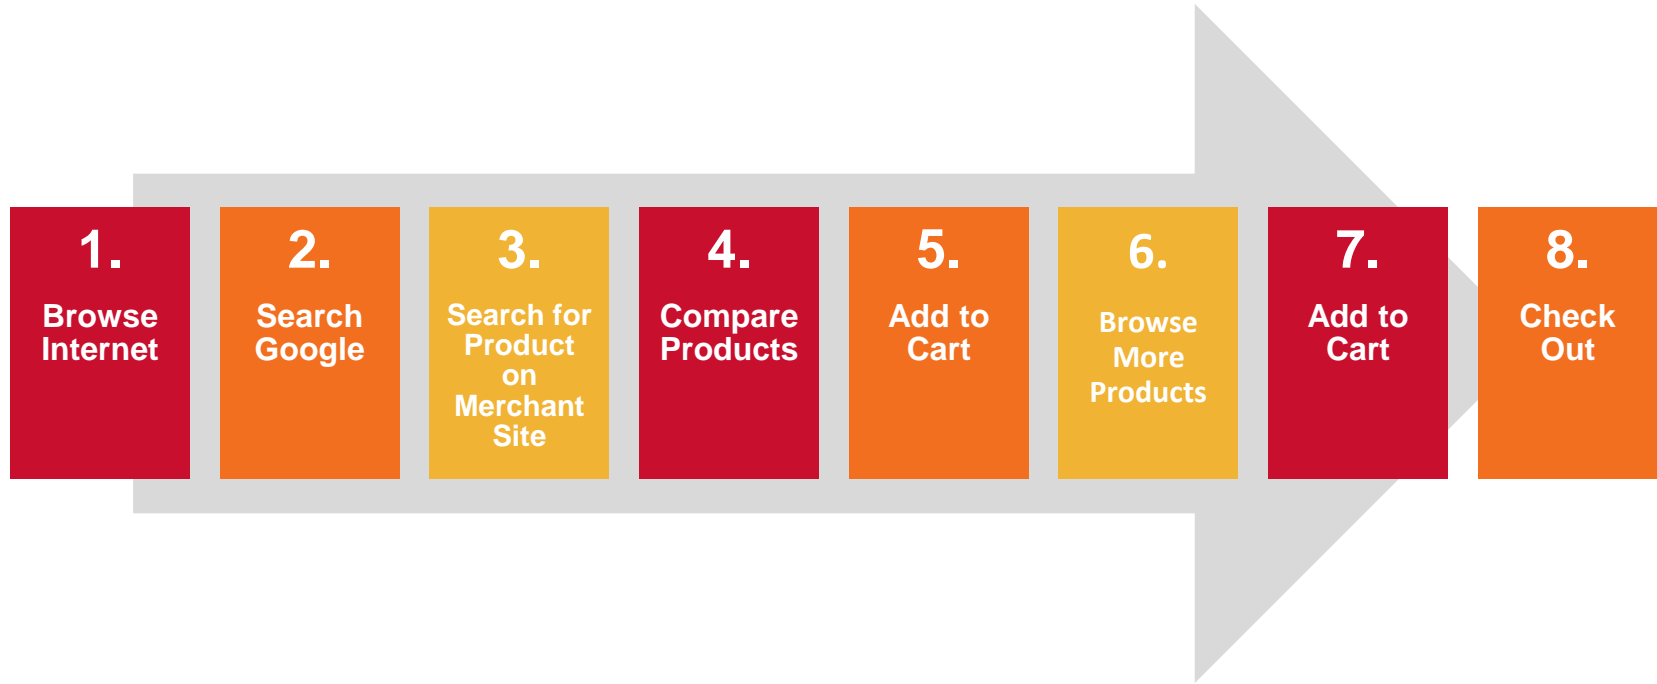 1.
Browse
Internet
2.
Search
Google
3.
Search for
Product
on
Merchant
Site
4.
Compare
Products
5.
Add to
Cart
6.
Browse
More
Products
7.
Add to
Cart
8.
Check
Out